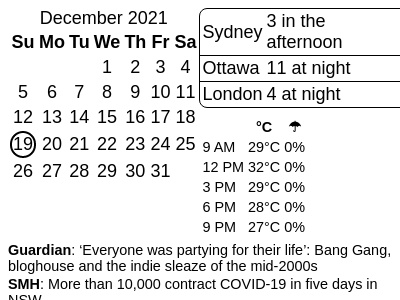 December 2021
Su Mo Tu We Th Fr Sa
1 2 3 4
5 6 7 8 9 10 11
12 13 14 15 16 17 18
19 20 21 22 23 24 25
26 27 28 29 30 31
Sydney 3 in the afternoon
Ottawa 11 at night
London 4 at night
°C ☂
9 AM 29°C 0%
12 PM 32°C 0%
3 PM 29°C 0%
6 PM 28°C 0%
9 PM 27°C 0%
Guardian: ‘Everyone was partying for their life’: Bang Gang,
bloghouse and the indie sleaze of the mid-2000s
SMH: More than 10,000 contract COVID-19 in five days in
NSW